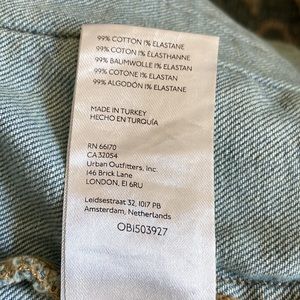 99% COTTON 1% ELASTANE
99% COTON 1% ÉLASTHANNE
99% BAUMWOLLE 1% ELASTAN
99% COTONE 1% ELASTAN
99% ALGODÓN 1% ELASTANO
MADE IN TURKEY
HECHO EN TURQUÍA
RN 66170
CA 32054
Urban Outfitters, Inc.
146 Brick Lane
LONDON, E1 6RU
Leidsestraat 32, 1017 PB
Amsterdam, Netherlands
OB1503927